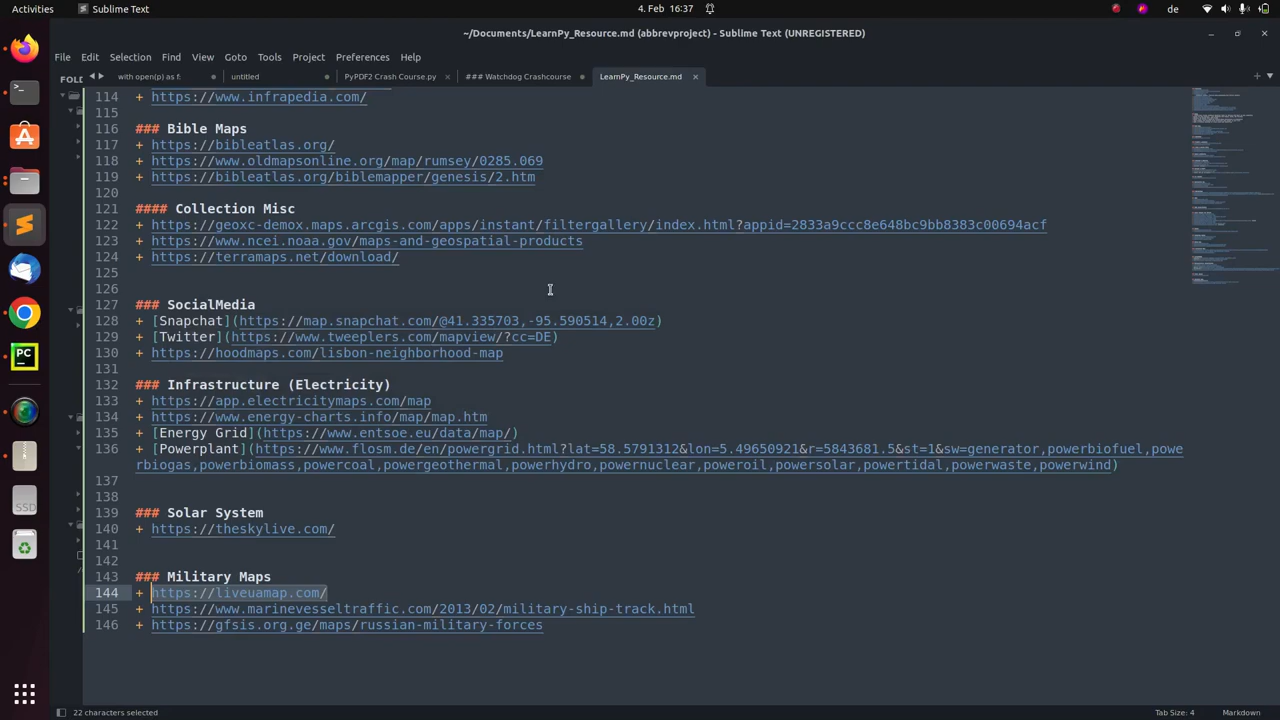 Activities
Sublime Text
4. Feb 16:37
de
~/Documents/LearnPy_Resource.md (abbrevproject) - Sublime Text (UNREGISTERED)
File Edit Selection Find View Goto Tools Project Preferences Help
FOLD
with open(p) as f:
untitled
PyPDF2 Crash Course.py
### Watchdog Crashcourse
LearnPy_Resource.md
114 + https://www.infrapedia.com/
115
116 ### Bible Maps
117 + https://bibleatlas.org/
118 + https://www.oldmapsonline.org/map/rumsey/0285.069
119 + https://bibleatlas.org/biblemapper/genesis/2.htm
120
121 #### Collection Misc
122 + https://geoxc-demox.maps.arcgis.com/apps/instant/filtergallery/index.html?appid=2833a9ccc8e648bc9bb8383c00694acf
123 + https://www.ncei.noaa.gov/maps-and-geospatial-products
124 + https://terramaps.net/download/
125
126
127 ### SocialMedia
128 + [Snapchat](https://map.snapchat.com/@41.335703,-95.590514,2.00z)
129 + [Twitter](https://www.tweeplers.com/mapview/?cc=DE)
130 + https://hoodmaps.com/lisbon-neighborhood-map
131
132 ### Infrastructure (Electricity)
133 + https://app.electricitymaps.com/map
134 + https://www.energy-charts.info/map/map.htm
135 + [Energy Grid](https://www.entsoe.eu/data/map/)
136 + [Powerplant](https://www.flosm.de/en/powergrid.html?lat=58.5791312&lon=5.49650921&r=5843681.5&st=1&sw=generator,powerbiofuel,powe
rbiogas,powerbiomass,powercoal,powergeothermal,powerhydro,powernuclear,poweroil,powersolar,powertidal,powerwaste,powerwind)
137
138
139 ### Solar System
140 + https://theskylive.com/
141
142
143 ### Military Maps
144 + https://liveuamap.com/
145 + https://www.marinevesseltraffic.com/2013/02/military-ship-track.html
146 + https://gfsis.org.ge/maps/russian-military-forces
22 characters selected
Tab Size: 4
Markdown